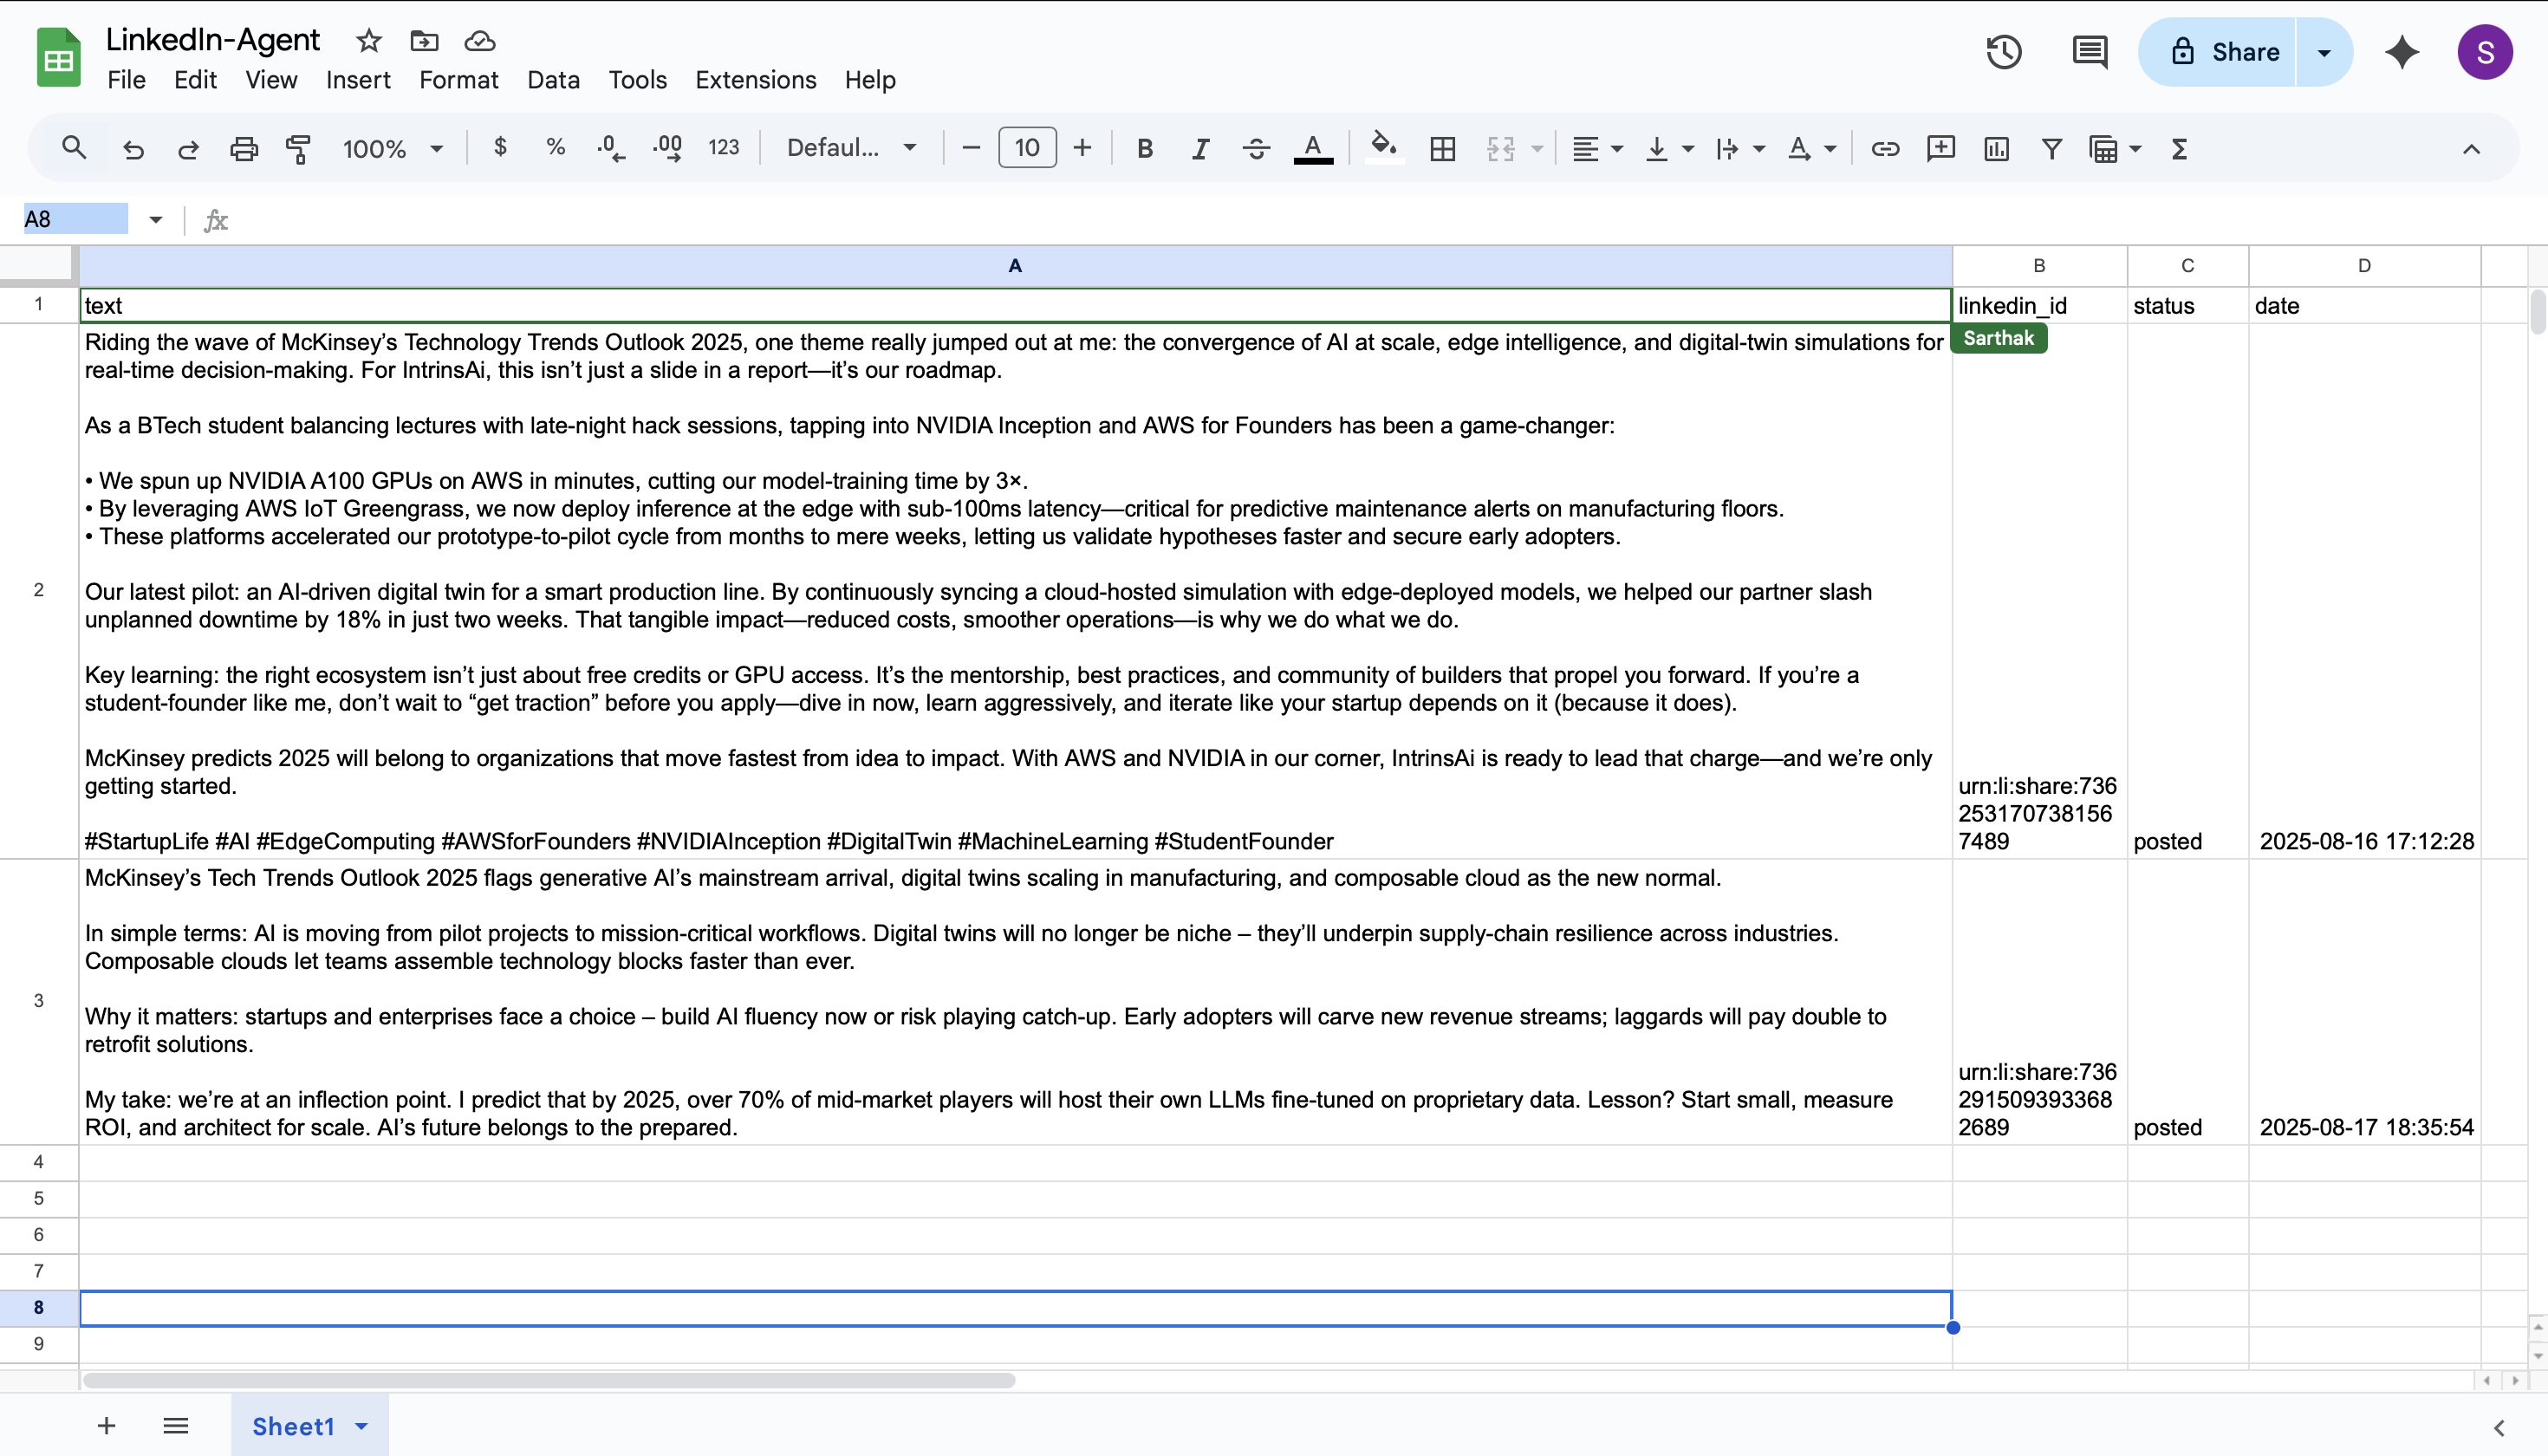 LinkedIn-Agent
File Edit View Insert Format Data Tools Extensions Help
Share
S
100% $ % .0 .00 123 Defaul... 10 B I A
A8
A B C D
1 text linkedin_id status date
Sarthak
Riding the wave of McKinsey’s Technology Trends Outlook 2025, one theme really jumped out at me: the convergence of AI at scale, edge intelligence, and digital-twin simulations for
real-time decision-making. For IntrinsAi, this isn’t just a slide in a report—it’s our roadmap.
As a BTech student balancing lectures with late-night hack sessions, tapping into NVIDIA Inception and AWS for Founders has been a game-changer:
• We spun up NVIDIA A100 GPUs on AWS in minutes, cutting our model-training time by 3×.
• By leveraging AWS IoT Greengrass, we now deploy inference at the edge with sub-100ms latency—critical for predictive maintenance alerts on manufacturing floors.
• These platforms accelerated our prototype-to-pilot cycle from months to mere weeks, letting us validate hypotheses faster and secure early adopters.
2
Our latest pilot: an AI-driven digital twin for a smart production line. By continuously syncing a cloud-hosted simulation with edge-deployed models, we helped our partner slash
unplanned downtime by 18% in just two weeks. That tangible impact—reduced costs, smoother operations—is why we do what we do.
Key learning: the right ecosystem isn’t just about free credits or GPU access. It’s the mentorship, best practices, and community of builders that propel you forward. If you’re a
student-founder like me, don’t wait to “get traction” before you apply—dive in now, learn aggressively, and iterate like your startup depends on it (because it does).
McKinsey predicts 2025 will belong to organizations that move fastest from idea to impact. With AWS and NVIDIA in our corner, IntrinsAi is ready to lead that charge—and we’re only
getting started.
#StartupLife #AI #EdgeComputing #AWSforFounders #NVIDIAInception #DigitalTwin #MachineLearning #StudentFounder
urn:li:share:736
253170738156
7489
posted
2025-08-16 17:12:28
McKinsey’s Tech Trends Outlook 2025 flags generative AI’s mainstream arrival, digital twins scaling in manufacturing, and composable cloud as the new normal.
In simple terms: AI is moving from pilot projects to mission-critical workflows. Digital twins will no longer be niche – they’ll underpin supply-chain resilience across industries.
Composable clouds let teams assemble technology blocks faster than ever.
3
Why it matters: startups and enterprises face a choice – build AI fluency now or risk playing catch-up. Early adopters will carve new revenue streams; laggards will pay double to
retrofit solutions.
My take: we’re at an inflection point. I predict that by 2025, over 70% of mid-market players will host their own LLMs fine-tuned on proprietary data. Lesson? Start small, measure
ROI, and architect for scale. AI’s future belongs to the prepared.
urn:li:share:736
291509393368
2689
posted
2025-08-17 18:35:54
4
5
6
7
8
9
Sheet1